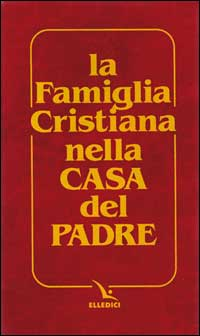 la
Famiglia
Cristiana
nella
CASA
del
PADRE
ELLEDICI